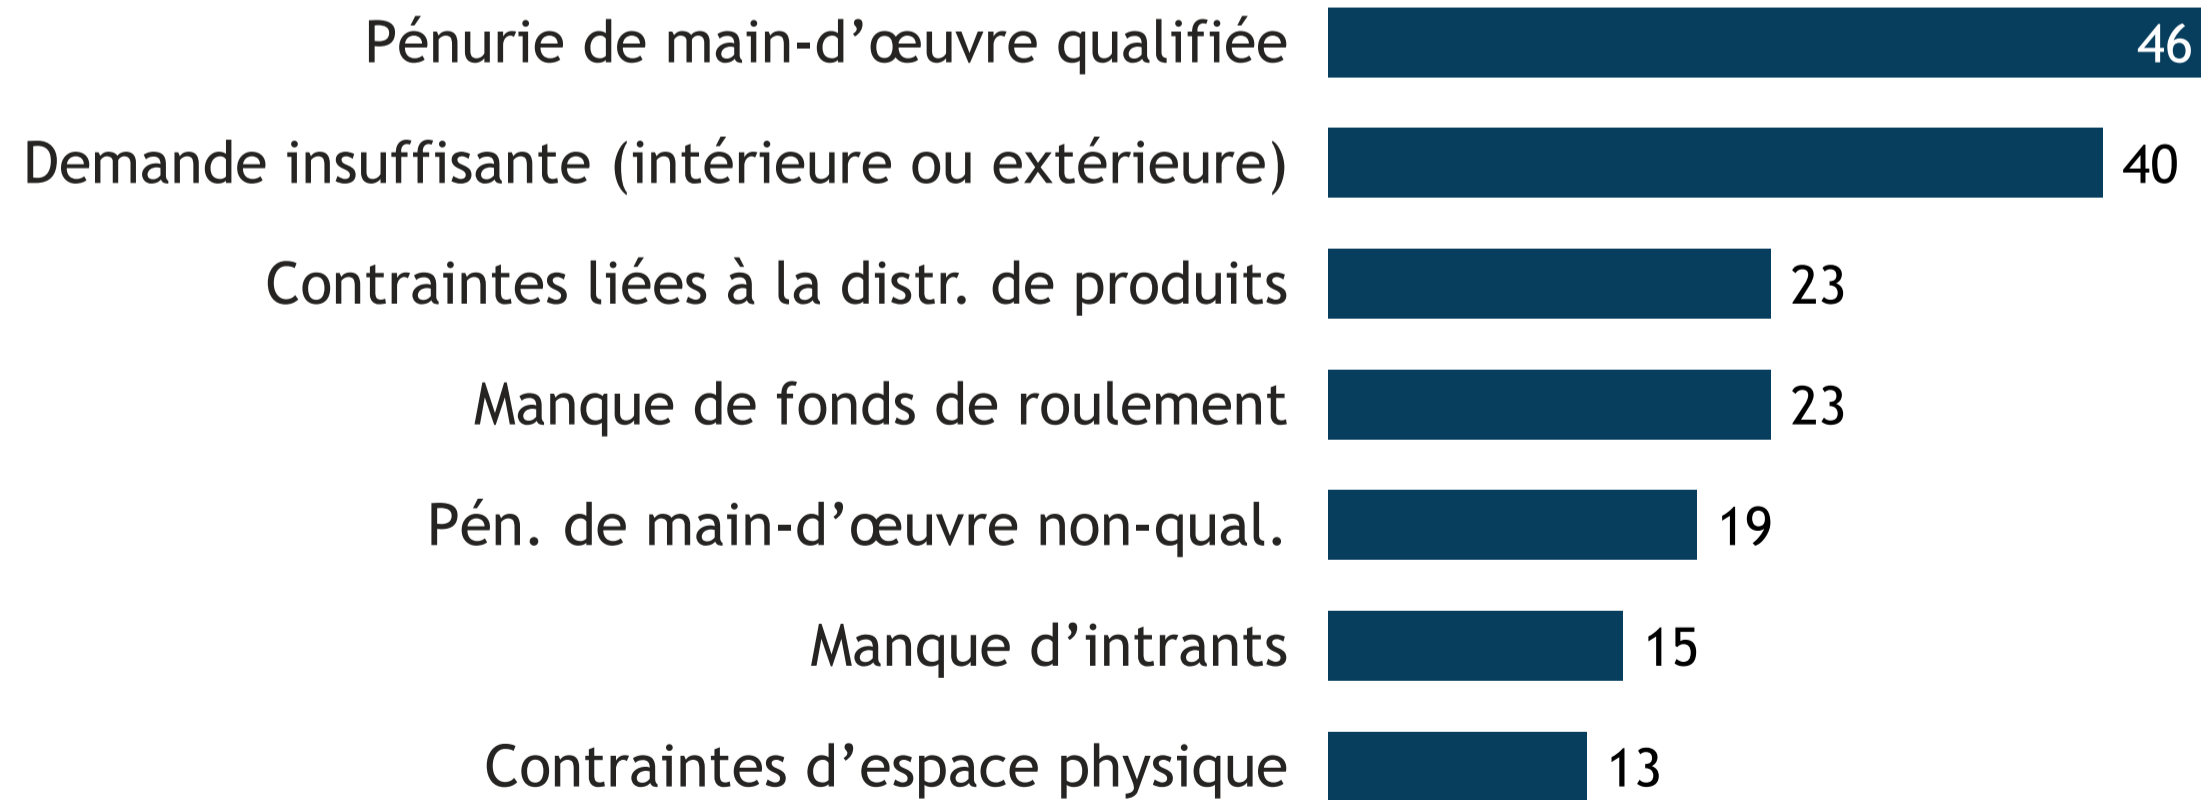 Pénurie de main-d’œuvre qualifiée 46
Demande insuffisante (intérieure ou extérieure) 40
Contraintes liées à la distr. de produits 23
Manque de fonds de roulement 23
Pén. de main-d’œuvre non-qual. 19
Manque d’intrants 15
Contraintes d’espace physique 13